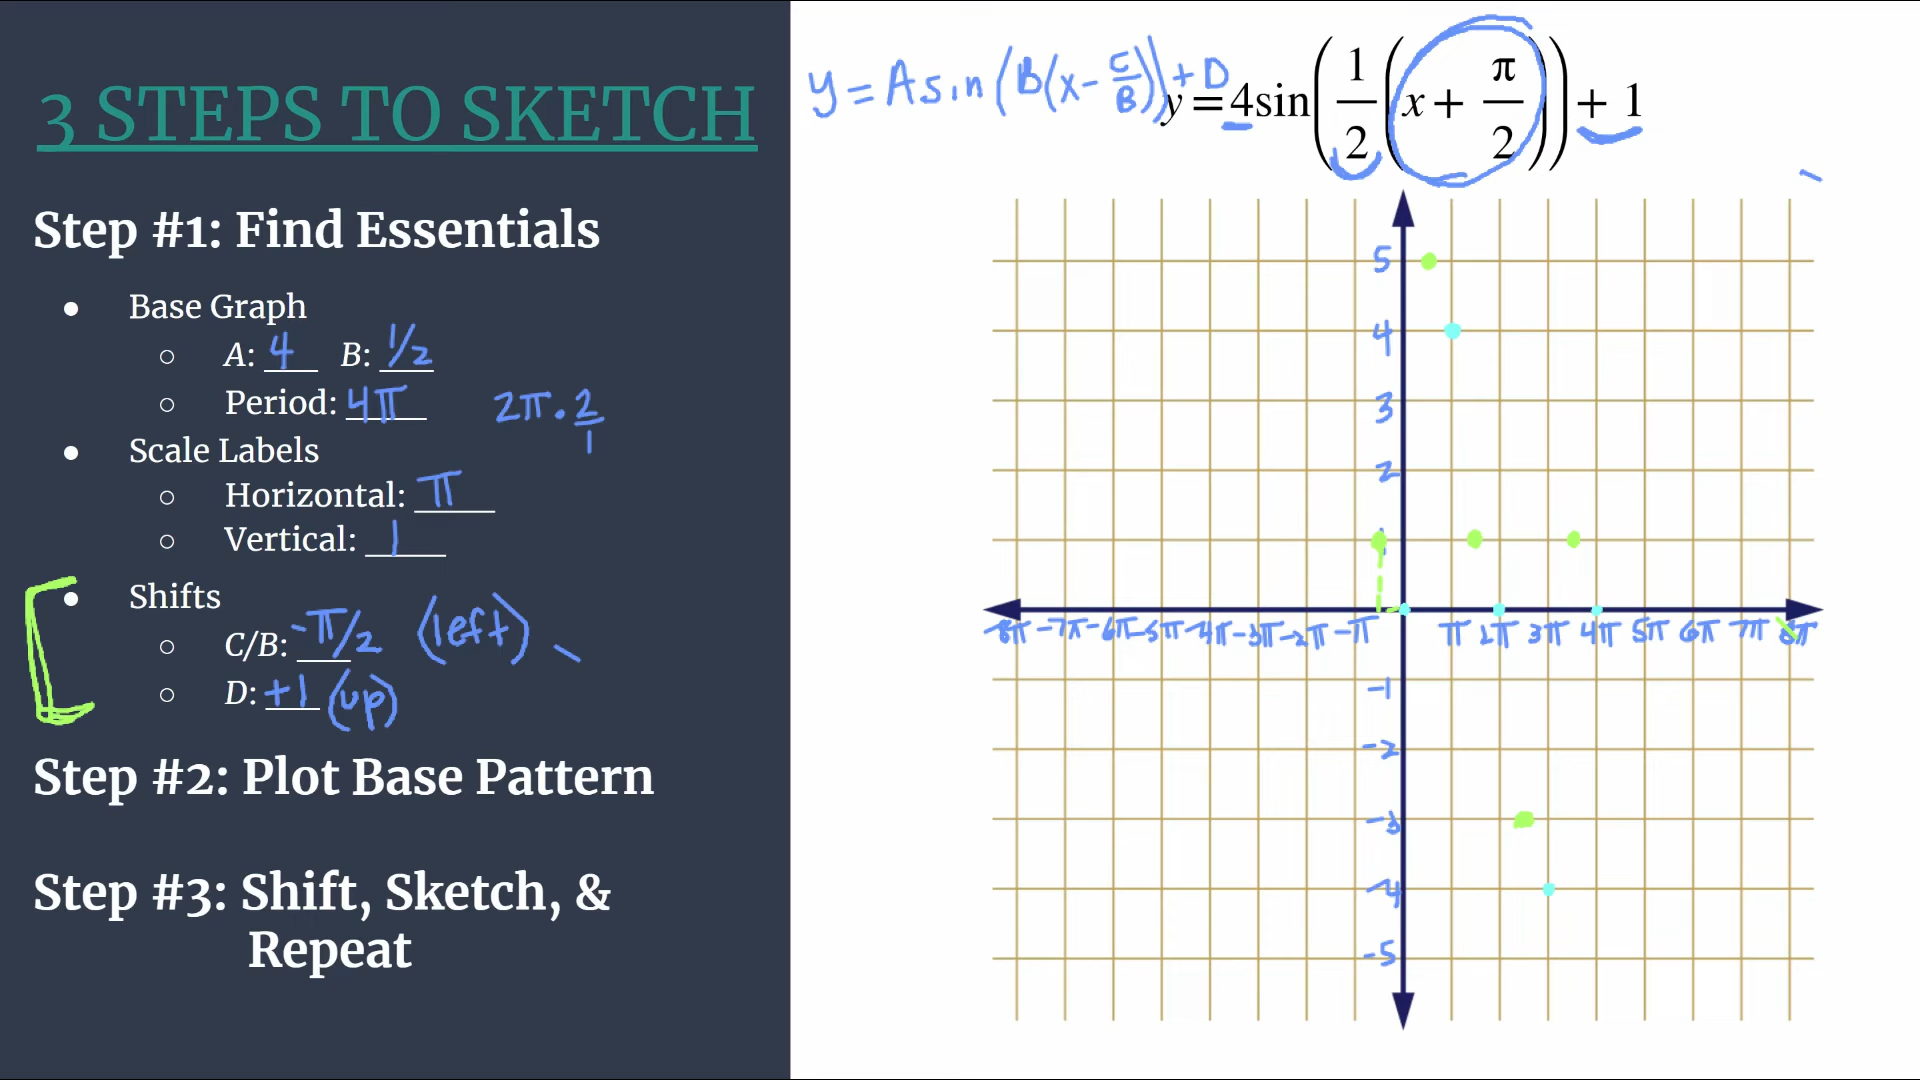 3 STEPS TO SKETCH
Step #1: Find Essentials
• Base Graph
○ A: 4 B: 1/2
○ Period: 4π 2π · 2/1
• Scale Labels
○ Horizontal: π
○ Vertical: 1
• Shifts
○ C/B: -π/2 (left)
○ D: +1 (up)
Step #2: Plot Base Pattern
Step #3: Shift, Sketch, &
Repeat
y = A sin(B(x - C/B)) + D
y = 4sin(1/2(x + π/2)) + 1
5
4
3
2
1
-8π -7π -6π -5π -4π -3π -2π -π π 2π 3π 4π 5π 6π 7π 8π
-1
-2
-3
-4
-5